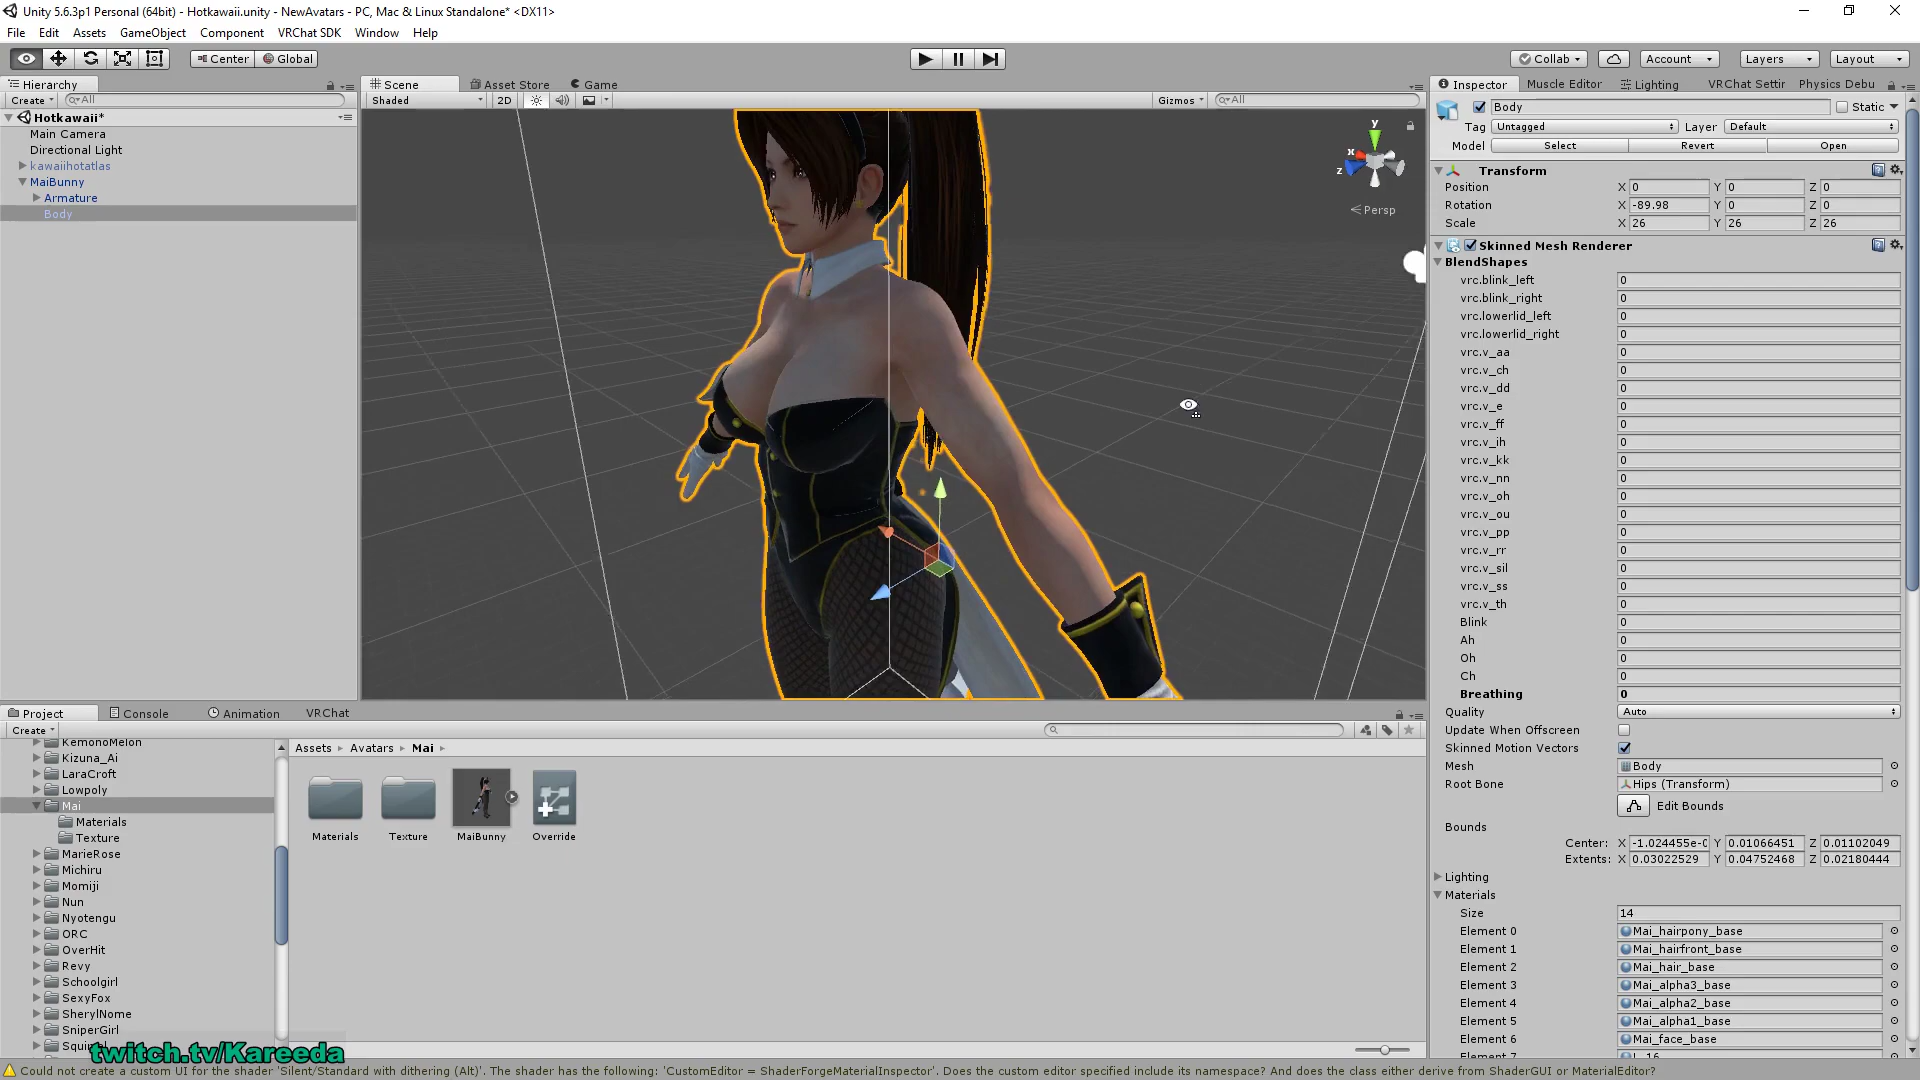 Unity 5.6.3p1 Personal (64bit) - Hotkawaii.unity - NewAvatars - PC, Mac & Linux Standalone* <DX11>
File Edit Assets GameObject Component VRChat SDK Window Help
Center Global Collab Account Layers Layout
Hierarchy
Create All
Hotkawaii*
Main Camera
Directional Light
kawaiihotatlas
MaiBunny
Armature
Body
Scene Asset Store Game
Shaded 2D Gizmos All
y
x
z
Persp
Inspector Muscle Editor Lighting VRChat Settir Physics Debu
Body Static
Tag Untagged Layer Default
Model Select Revert Open
Transform
Position X 0 Y 0 Z 0
Rotation X -89.98 Y 0 Z 0
Scale X 26 Y 26 Z 26
Skinned Mesh Renderer
BlendShapes
vrc.blink_left 0
vrc.blink_right 0
vrc.lowerlid_left 0
vrc.lowerlid_right 0
vrc.v_aa 0
vrc.v_ch 0
vrc.v_dd 0
vrc.v_e 0
vrc.v_ff 0
vrc.v_ih 0
vrc.v_kk 0
vrc.v_nn 0
vrc.v_oh 0
vrc.v_ou 0
vrc.v_pp 0
vrc.v_rr 0
vrc.v_sil 0
vrc.v_ss 0
vrc.v_th 0
Blink 0
Ah 0
Oh 0
Ch 0
Breathing 0
Quality Auto
Update When Offscreen
Skinned Motion Vectors
Mesh Body
Root Bone Hips (Transform)
Edit Bounds
Bounds
Center: X -1.024455e-0 Y 0.01066451 Z 0.01102049
Extents: X 0.03022529 Y 0.04752468 Z 0.02180444
Lighting
Materials
Size 14
Element 0 Mai_hairpony_base
Element 1 Mai_hairfront_base
Element 2 Mai_hair_base
Element 3 Mai_alpha3_base
Element 4 Mai_alpha2_base
Element 5 Mai_alpha1_base
Element 6 Mai_face_base
Element 7 L_16
Project Console Animation VRChat
Create
KemonoMelon
Kizuna_Ai
LaraCroft
Lowpoly
Mai
Materials
Texture
MarieRose
Michiru
Momiji
Nun
Nyotengu
ORC
OverHit
Revy
Schoolgirl
SexyFox
SherylNome
SniperGirl
Assets Avatars Mai
Materials Texture MaiBunny Override
twitch.tv/Kareeda
Could not create a custom UI for the shader 'Silent/Standard with dithering (Alt)'. The shader has the following: 'CustomEditor = ShaderForgeMaterialInspector'. Does the custom editor specified include its namespace? And does the class either derive from ShaderGUI or MaterialEditor?